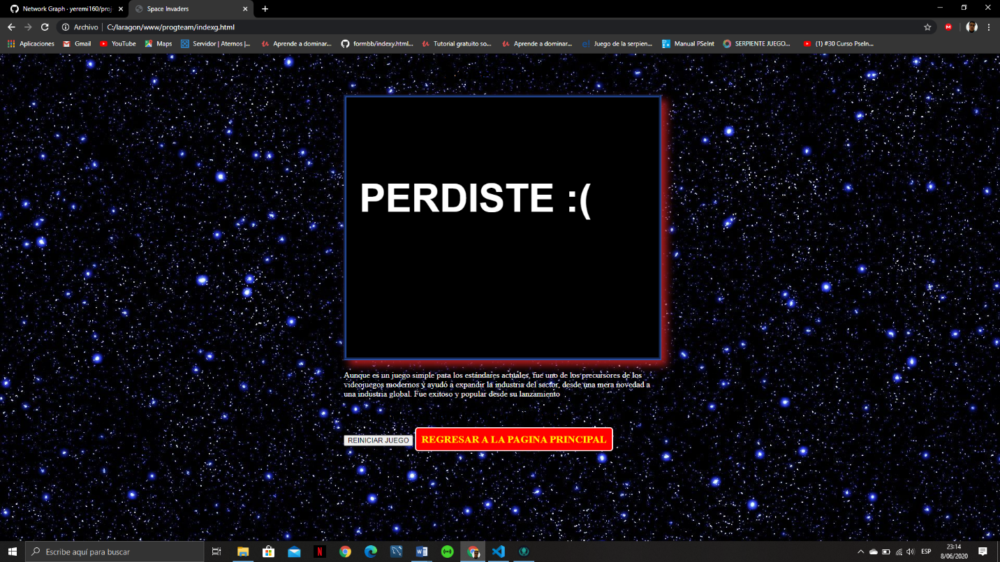 Network Graph · yeremi160/proj
Space Invaders
Archivo
C:/laragon/www/progteam/indexg.html
Aplicaciones
Gmail
YouTube
Maps
Servidor | Aternos |...
Aprende a dominar...
formbb/indexy.html...
Tutorial gratuito so...
Aprende a dominar...
Juego de la serpien...
Manual PSeInt
SERPIENTE JUEGO...
(1) #30 Curso PseIn...
PERDISTE :(
Aunque es un juego simple para los estándares actuales, fue uno de los precursores de los
videojuegos modernos y ayudó a expandir la industria del sector, desde una mera novedad a
una industria global. Fue exitoso y popular desde su lanzamiento
REINICIAR JUEGO
REGRESAR A LA PAGINA PRINCIPAL
Escribe aquí para buscar
ESP
23:14
8/06/2020